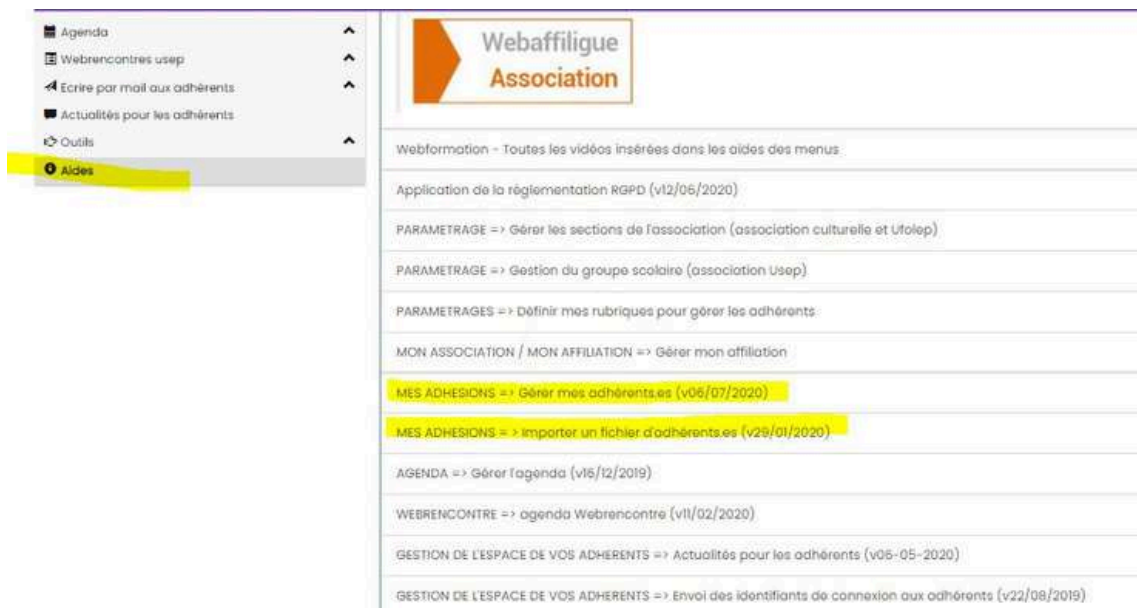 Agenda
Webrencontres usep
Ecrire par mail aux adhérents
Actualités pour les adhérents
Outils
Aides
Webaffiligue
Association
Webformation - Toutes les vidéos insérées dans les aides des menus
Application de la réglementation RGPD (v12/06/2020)
PARAMETRAGE => Gérer les sections de l'association (association culturelle et Ufolep)
PARAMETRAGE => Gestion du groupe scolaire (association Usep)
PARAMETRAGES => Définir mes rubriques pour gérer les adhérents
MON ASSOCIATION / MON AFFILIATION => Gérer mon affiliation
MES ADHESIONS => Gérer mes adhérents.es (v06/07/2020)
MES ADHESIONS = > Importer un fichier d'adhérents.es (v29/01/2020)
AGENDA => Gérer l'agenda (v16/12/2019)
WEBRENCONTRE => agenda Webrencontre (v11/02/2020)
GESTION DE L'ESPACE DE VOS ADHERENTS => Actualités pour les adhérents (v06-05-2020)
GESTION DE L'ESPACE DE VOS ADHERENTS => Envoi des identifiants de connexion aux adhérents (v22/08/2019)